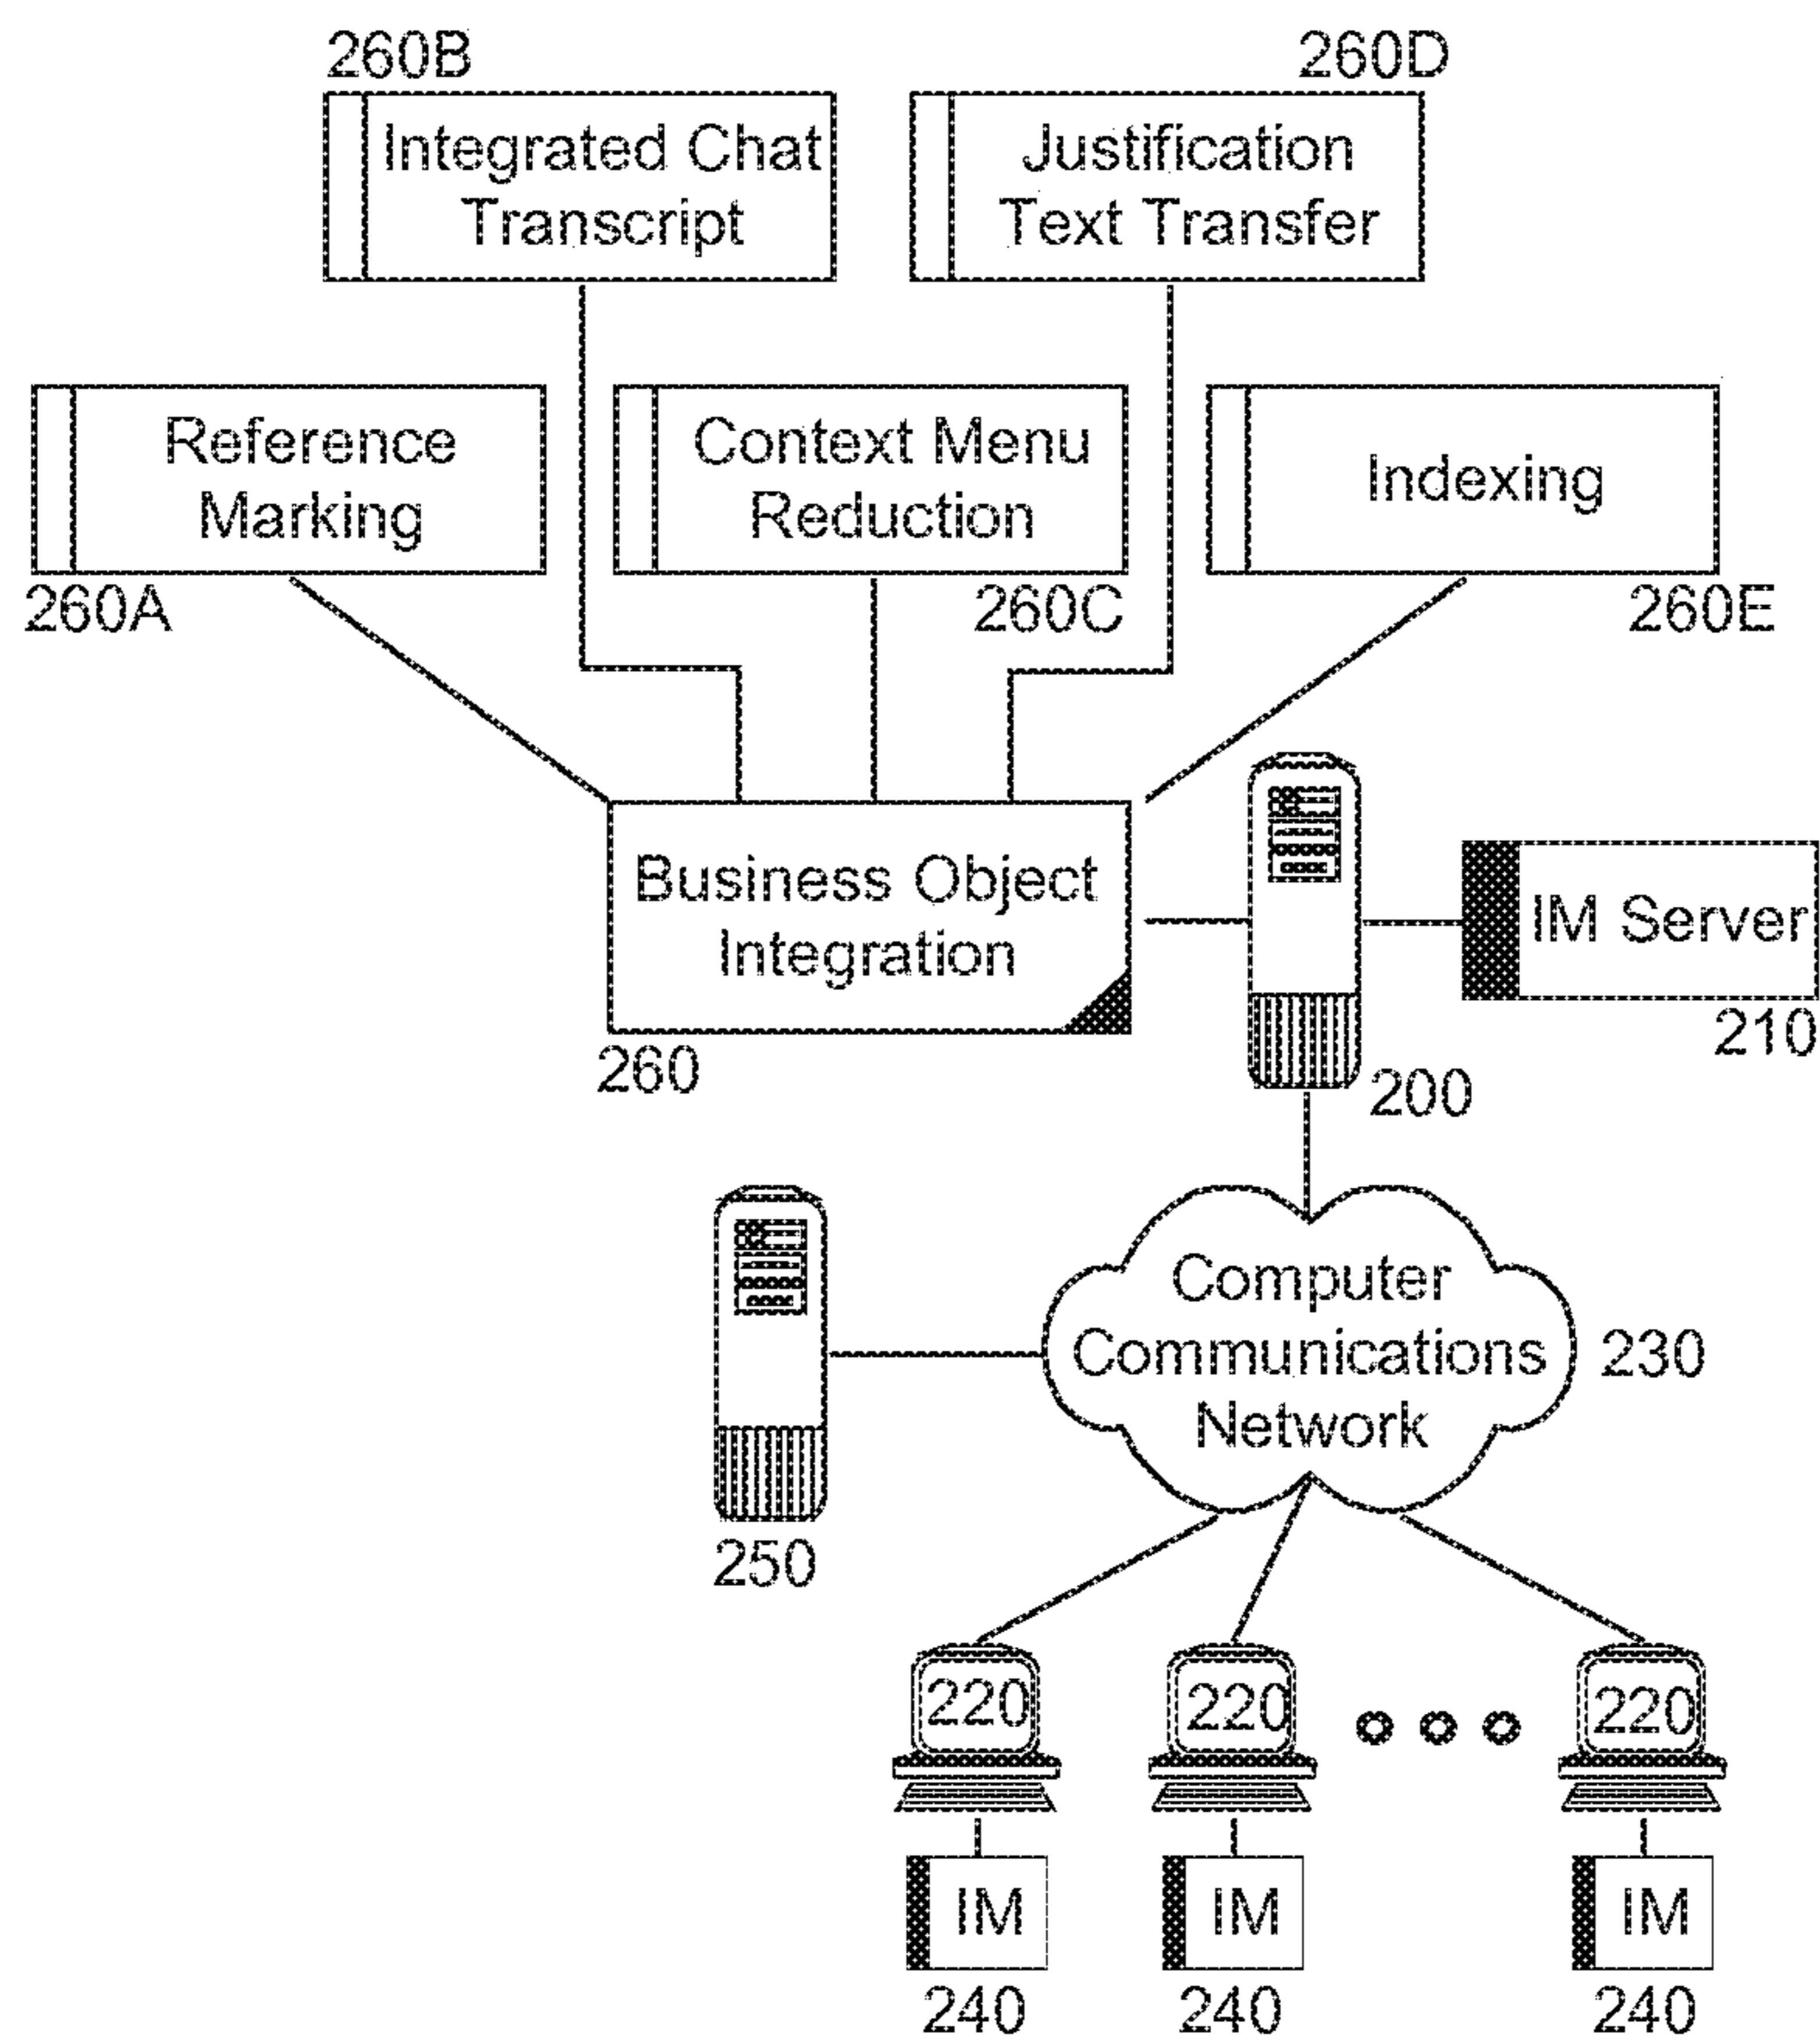 260B
260D
Integrated Chat
Transcript
Justification
Text Transfer
Reference
Marking
Context Menu
Reduction
Indexing
260A
260C
260E
Business Object
Integration
IM Server
210
260
200
Computer
Communications
Network
230
250
220
220
220
IM
IM
IM
240
240
240